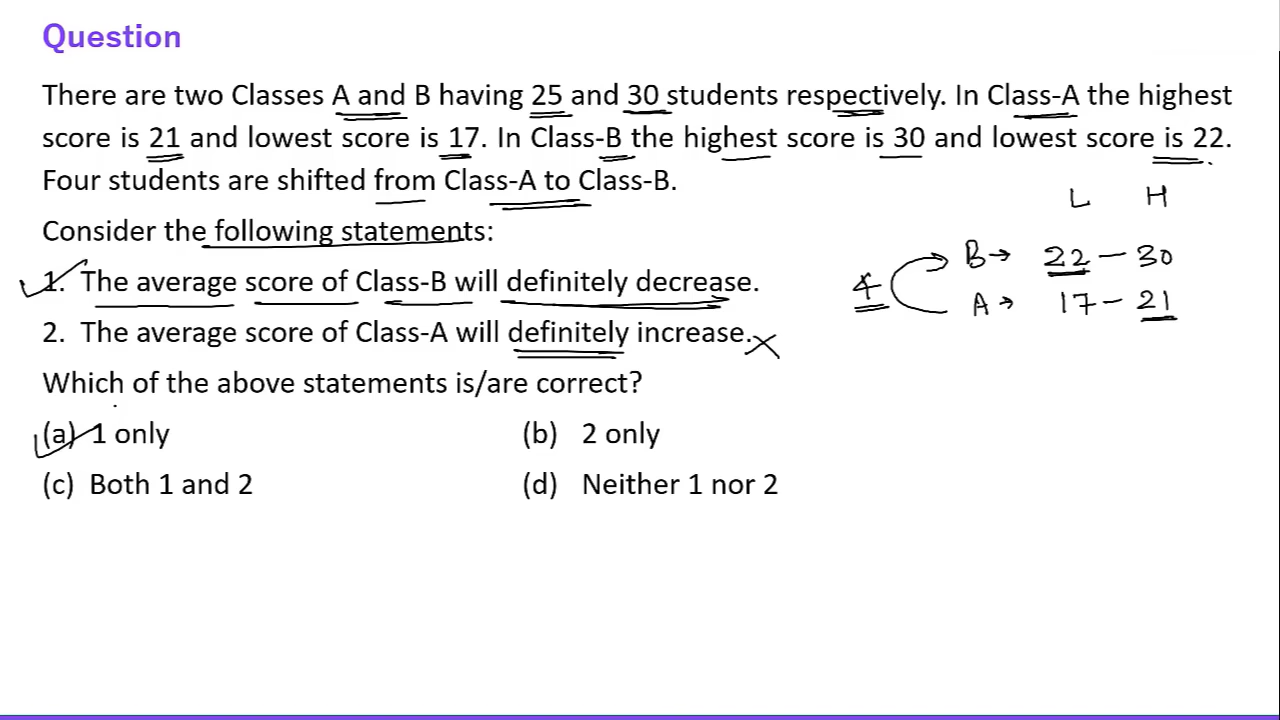 Question
There are two Classes A and B having 25 and 30 students respectively. In Class-A the highest
score is 21 and lowest score is 17. In Class-B the highest score is 30 and lowest score is 22.
Four students are shifted from Class-A to Class-B.
L H
Consider the following statements:
B→ 22 – 30
1. The average score of Class-B will definitely decrease.
4
A→ 17 – 21
2. The average score of Class-A will definitely increase.
Which of the above statements is/are correct?
(a) 1 only
(b) 2 only
(c) Both 1 and 2
(d) Neither 1 nor 2